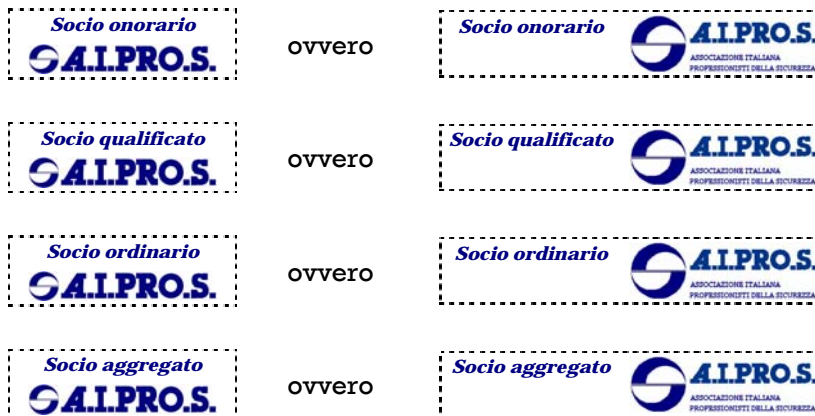 Socio onorario
A.I.PRO.S.
ovvero
Socio onorario
A.I.PRO.S.
ASSOCIAZIONE ITALIANA
PROFESSIONISTI DELLA SICUREZZA
Socio qualificato
A.I.PRO.S.
ovvero
Socio qualificato
A.I.PRO.S.
ASSOCIAZIONE ITALIANA
PROFESSIONISTI DELLA SICUREZZA
Socio ordinario
A.I.PRO.S.
ovvero
Socio ordinario
A.I.PRO.S.
ASSOCIAZIONE ITALIANA
PROFESSIONISTI DELLA SICUREZZA
Socio aggregato
A.I.PRO.S.
ovvero
Socio aggregato
A.I.PRO.S.
ASSOCIAZIONE ITALIANA
PROFESSIONISTI DELLA SICUREZZA